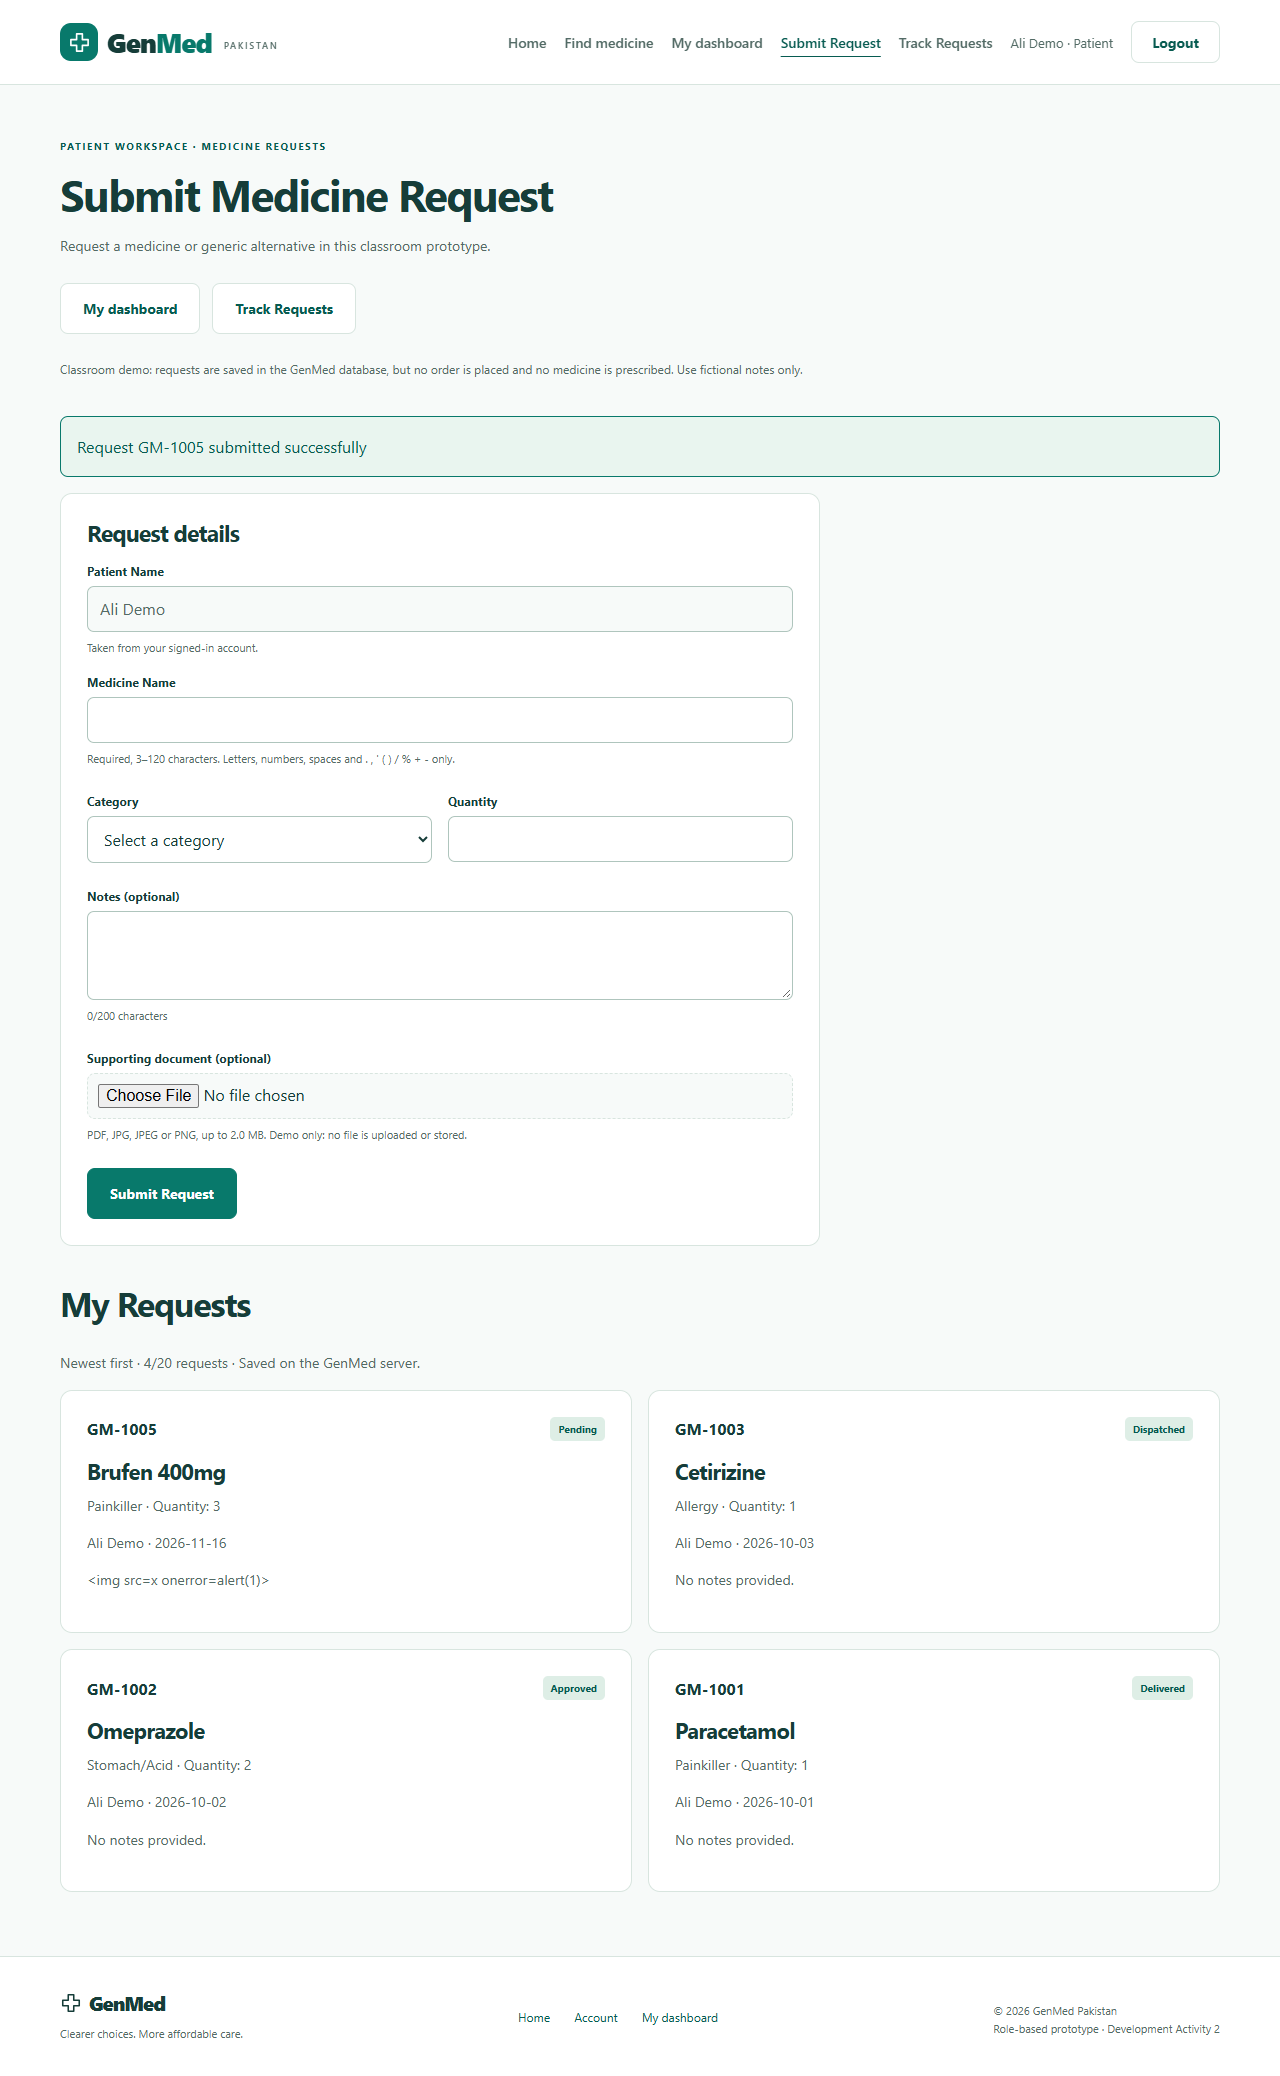 GenMed PAKISTAN
Home Find medicine My dashboard Submit Request Track Requests Ali Demo · Patient Logout
PATIENT WORKSPACE · MEDICINE REQUESTS
Submit Medicine Request
Request a medicine or generic alternative in this classroom prototype.
My dashboard Track Requests
Classroom demo: requests are saved in the GenMed database, but no order is placed and no medicine is prescribed. Use fictional notes only.
Request GM-1005 submitted successfully
Request details
Patient Name
Ali Demo
Taken from your signed-in account.
Medicine Name
Required, 3–120 characters. Letters, numbers, spaces and . , ' ( ) / % + - only.
Category Quantity
Select a category
Notes (optional)
0/200 characters
Supporting document (optional)
Choose File No file chosen
PDF, JPG, JPEG or PNG, up to 2.0 MB. Demo only: no file is uploaded or stored.
Submit Request
My Requests
Newest first · 4/20 requests · Saved on the GenMed server.
GM-1005 Pending
Brufen 400mg
Painkiller · Quantity: 3
Ali Demo · 2026-11-16
<img src=x onerror=alert(1)>
GM-1003 Dispatched
Cetirizine
Allergy · Quantity: 1
Ali Demo · 2026-10-03
No notes provided.
GM-1002 Approved
Omeprazole
Stomach/Acid · Quantity: 2
Ali Demo · 2026-10-02
No notes provided.
GM-1001 Delivered
Paracetamol
Painkiller · Quantity: 1
Ali Demo · 2026-10-01
No notes provided.
GenMed
Clearer choices. More affordable care.
Home Account My dashboard
© 2026 GenMed Pakistan
Role-based prototype · Development Activity 2